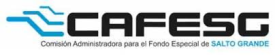 CAFESG
Comisión Administradora para el Fondo Especial de SALTO GRANDE